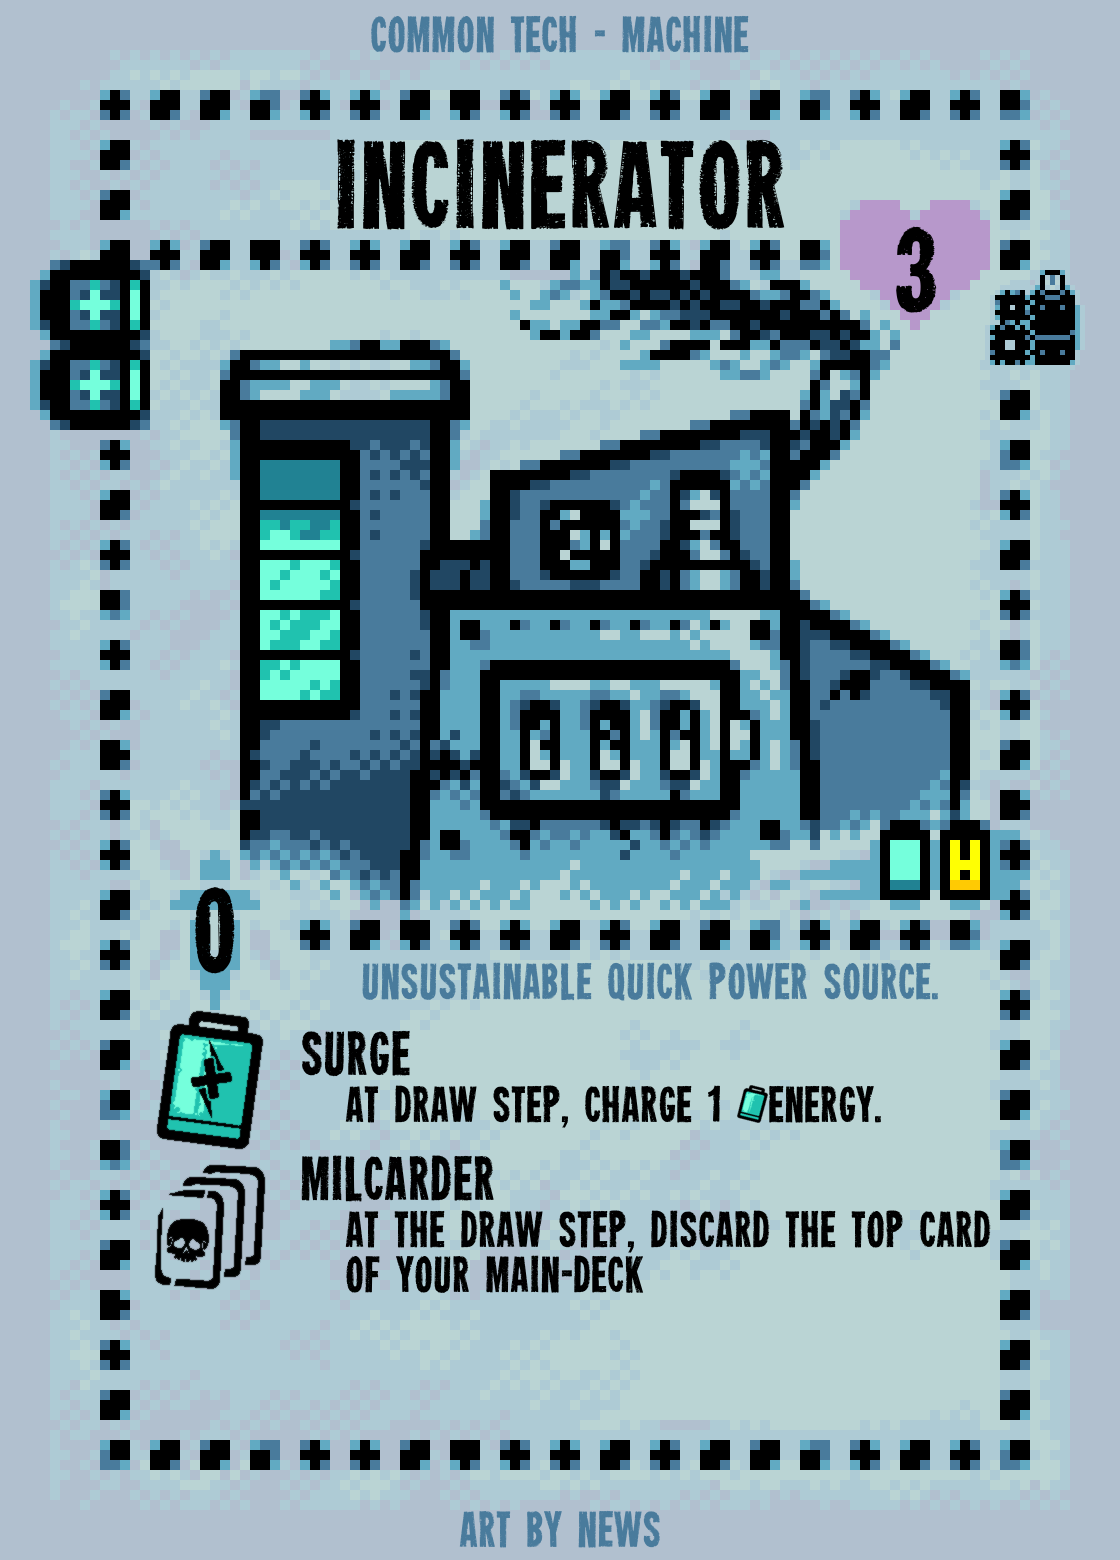 COMMON TECH - MACHINE
INCINERATOR
3
0
UNSUSTAINABLE QUICK POWER SOURCE.
SURGE
AT DRAW STEP, CHARGE 1 ENERGY.
MILCARDER
AT THE DRAW STEP, DISCARD THE TOP CARD
OF YOUR MAIN-DECK
ART BY NEWS